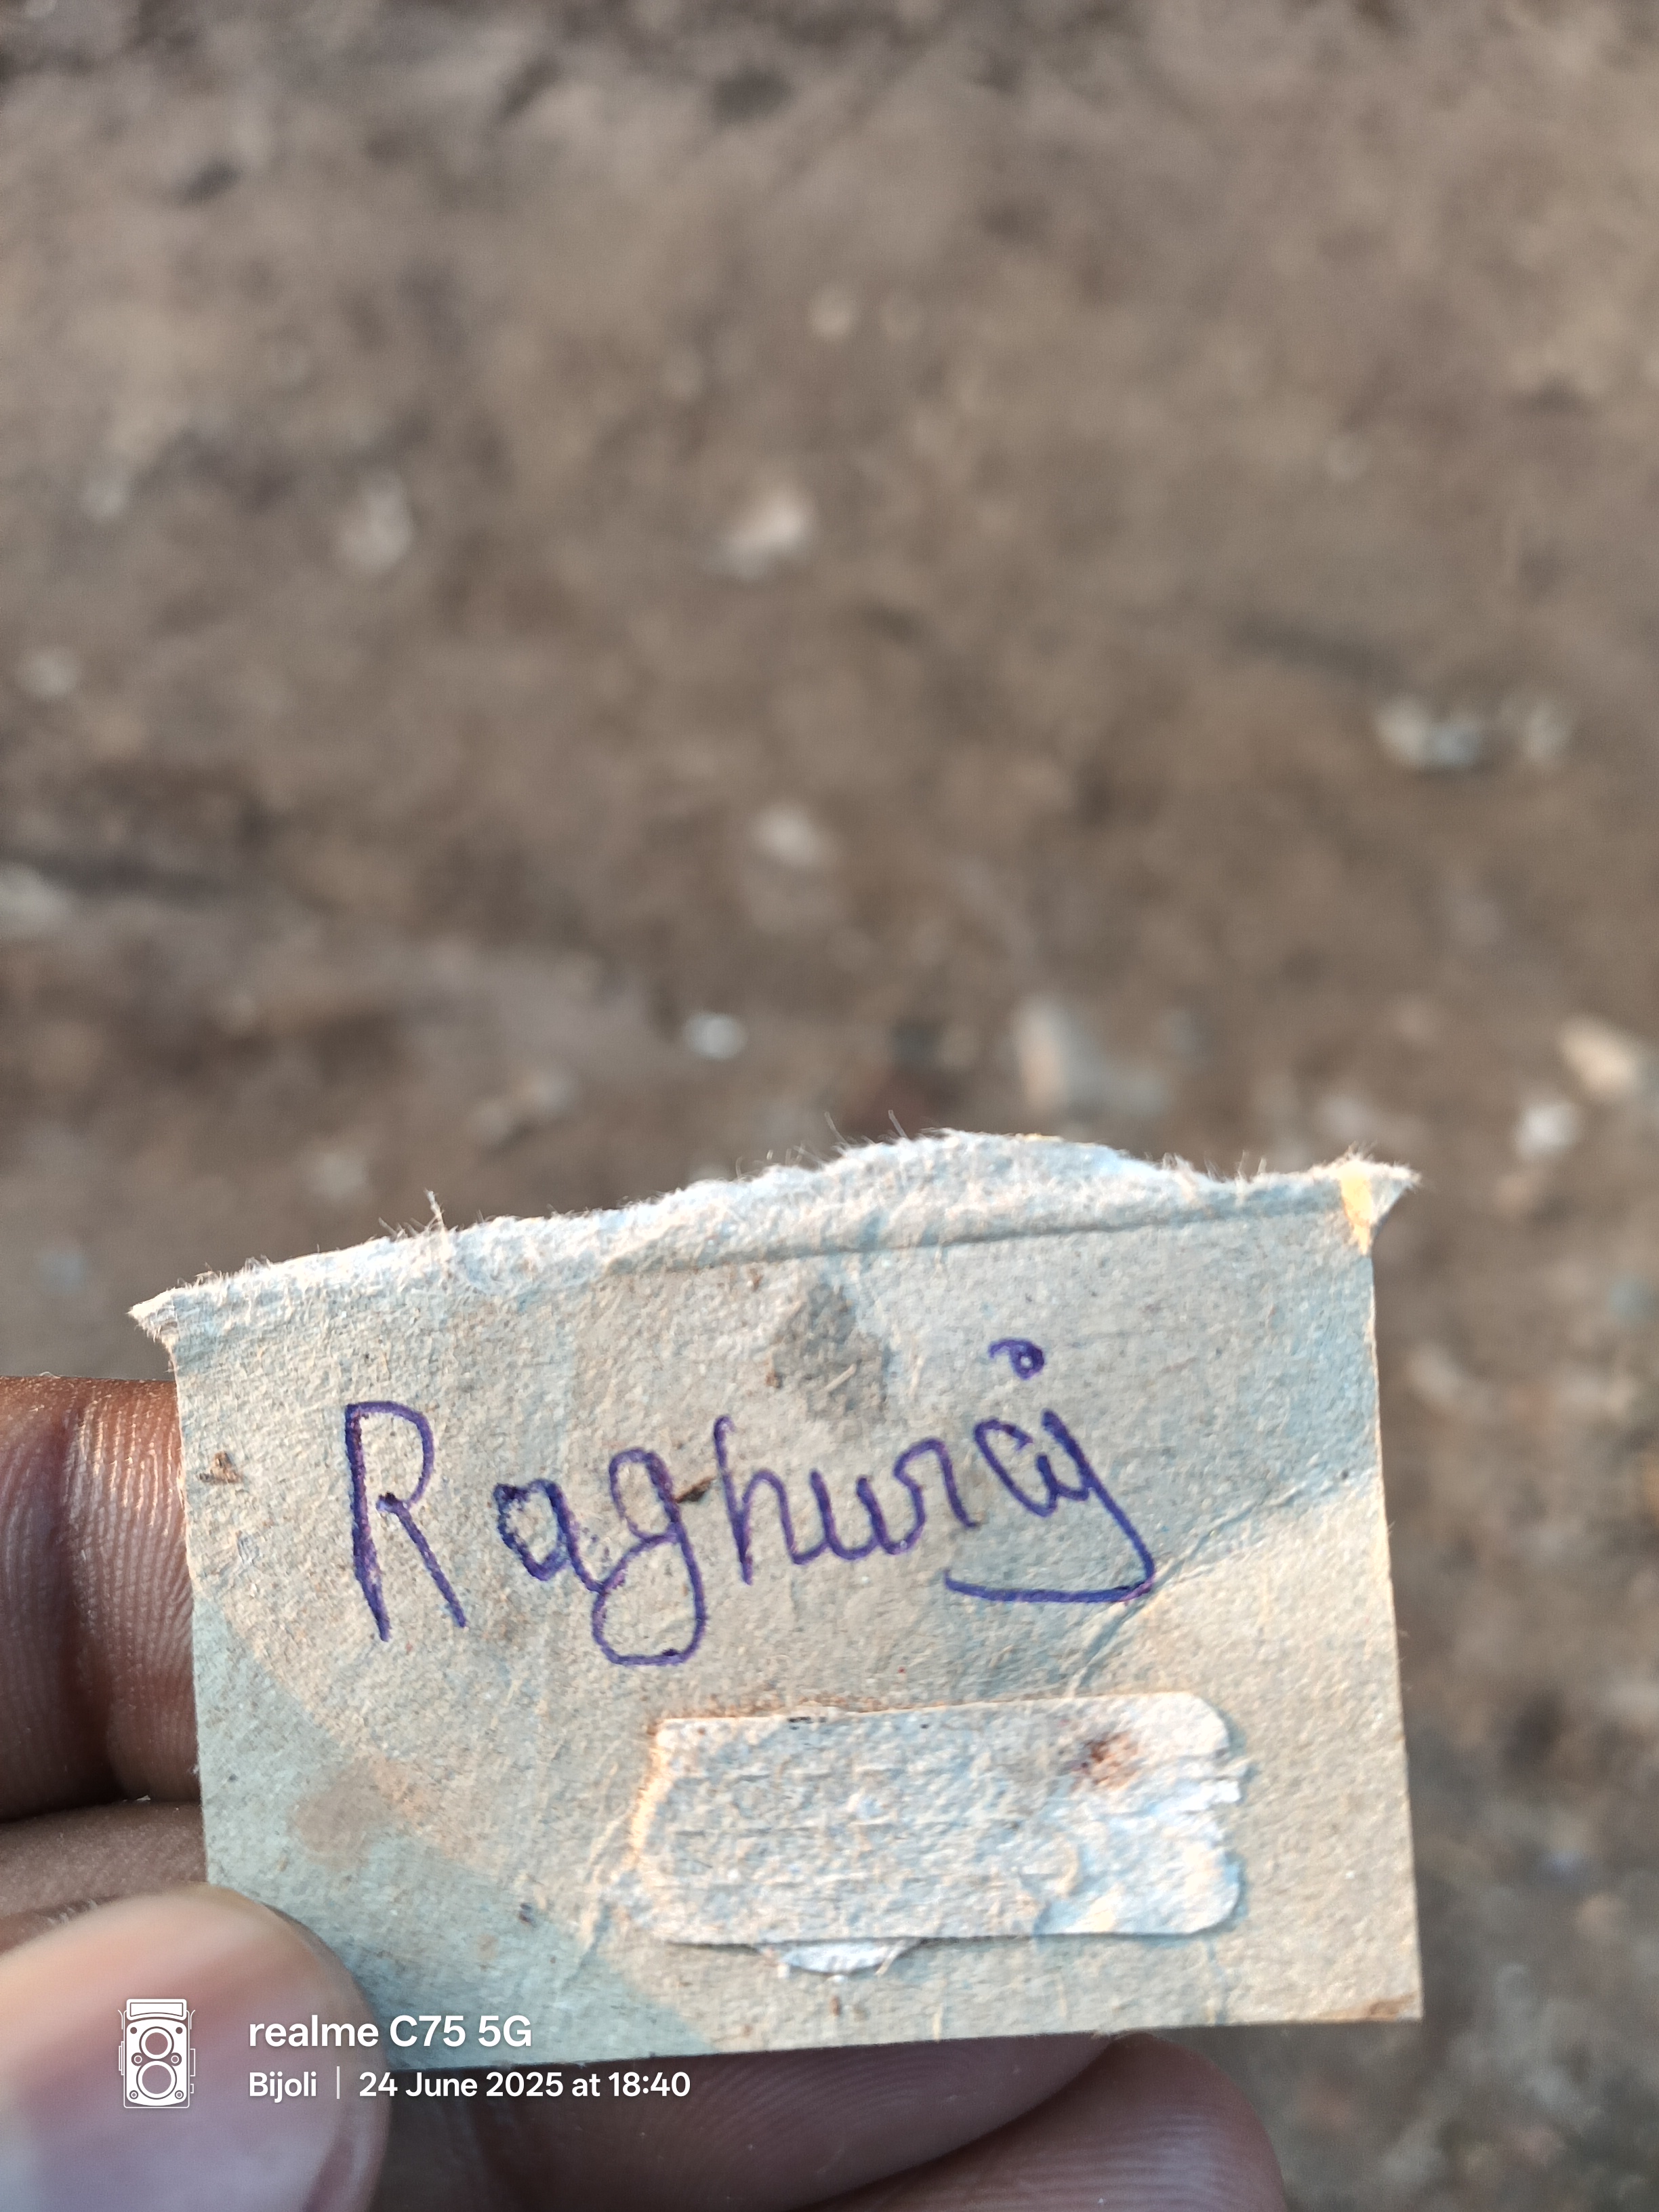 Raghuraj
realme C75 5G
Bijoli | 24 June 2025 at 18:40